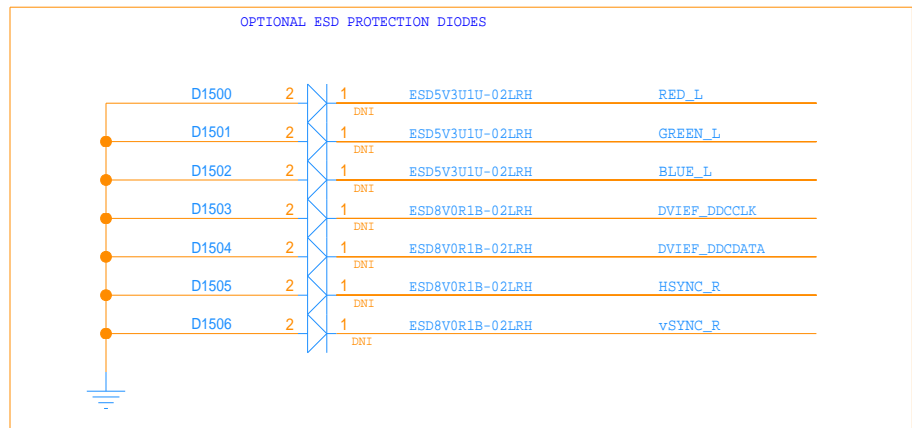 OPTIONAL ESD PROTECTION DIODES
D1500 2 1 ESD5V3U1U-02LRH RED_L
DNI
D1501 2 1 ESD5V3U1U-02LRH GREEN_L
DNI
D1502 2 1 ESD5V3U1U-02LRH BLUE_L
DNI
D1503 2 1 ESD8V0R1B-02LRH DVIEF_DDCCLK
DNI
D1504 2 1 ESD8V0R1B-02LRH DVIEF_DDCDATA
DNI
D1505 2 1 ESD8V0R1B-02LRH HSYNC_R
DNI
D1506 2 1 ESD8V0R1B-02LRH vSYNC_R
DNI